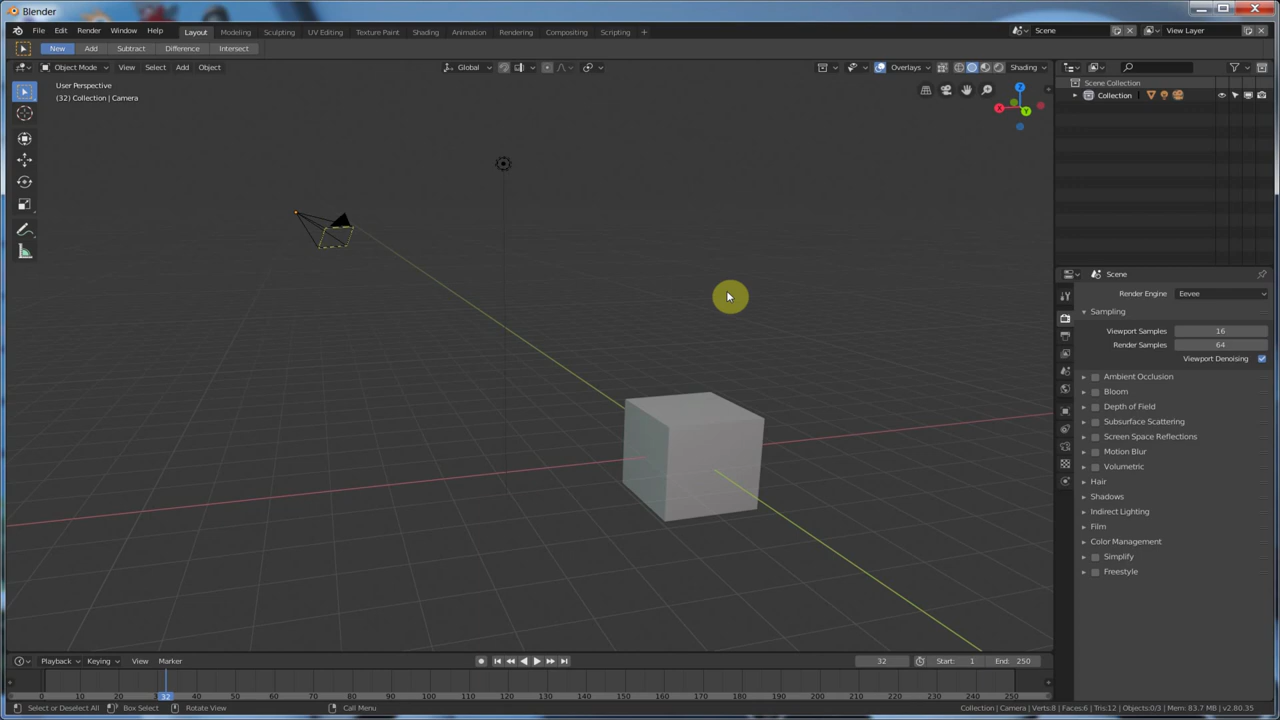 Blender
File Edit Render Window Help Layout Modeling Sculpting UV Editing Texture Paint Shading Animation Rendering Compositing Scripting + Scene View Layer
New Add Subtract Difference Intersect
Object Mode View Select Add Object Global Overlays Shading
User Perspective
(32) Collection | Camera
Z
X
Y
Scene Collection
Collection
Scene
Render Engine Eevee
Sampling
Viewport Samples 16
Render Samples 64
Viewport Denoising
Ambient Occlusion
Bloom
Depth of Field
Subsurface Scattering
Screen Space Reflections
Motion Blur
Volumetric
Hair
Shadows
Indirect Lighting
Film
Color Management
Simplify
Freestyle
Playback Keying View Marker 32 Start: 1 End: 250
0 10 20 32 40 50 60 70 80 90 100 110 120 130 140 150 160 170 180 190 200 210 220 230 240 250
Select or Deselect All Box Select Rotate View Call Menu Collection | Camera | Verts:8 | Faces:6 | Tris:12 | Objects:0/3 | Mem: 83.7 MB | v2.80.35